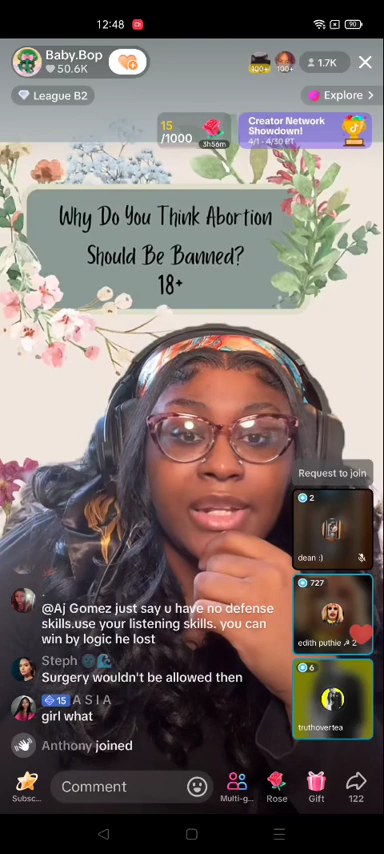 12:48
90
Baby.Bop
50.6K
100+
100+
1.7K
League B2
Explore >
15
/1000
3h56m
Creator Network
Showdown!
4/1 - 4/30 PT
Why Do You Think Abortion
Should Be Banned?
18+
Request to join
2
dean :)
727
edith puthie 2
6
truthovertea
.
@Aj Gomez just say u have no defense
skills.use your listening skills. you can
win by logic he lost
Steph
Surgery wouldn't be allowed then
15 A S I A
girl what
Anthony joined
Comment
Subsc...
Multi-g...
Rose
Gift
122